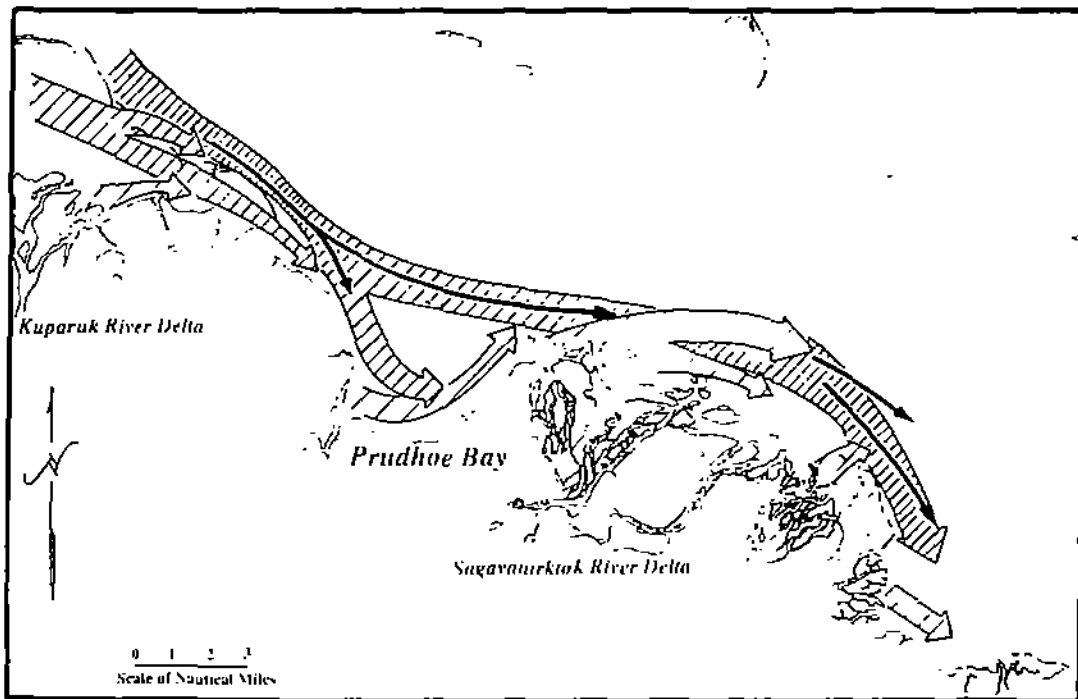 Kuparuk River Delta
Prudhoe Bay
Sagavanirktok River Delta
N
0 1 2 3
Scale of Nautical Miles